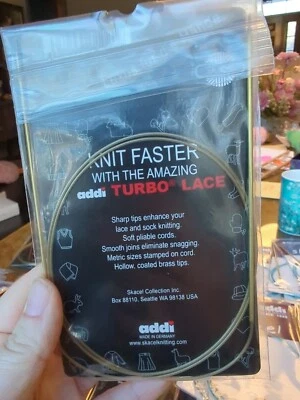 KNIT FASTER
WITH THE AMAZING
addi TURBO® LACE
Sharp tips enhance your
lace and sock knitting.
Soft pliable cords.
Smooth joins eliminate snagging.
Metric sizes stamped on cord.
Hollow, coated brass tips.
Skacel Collection Inc.
Box 88110, Seattle WA 98138 USA
addi
MADE IN GERMANY
www.skacelknitting.com